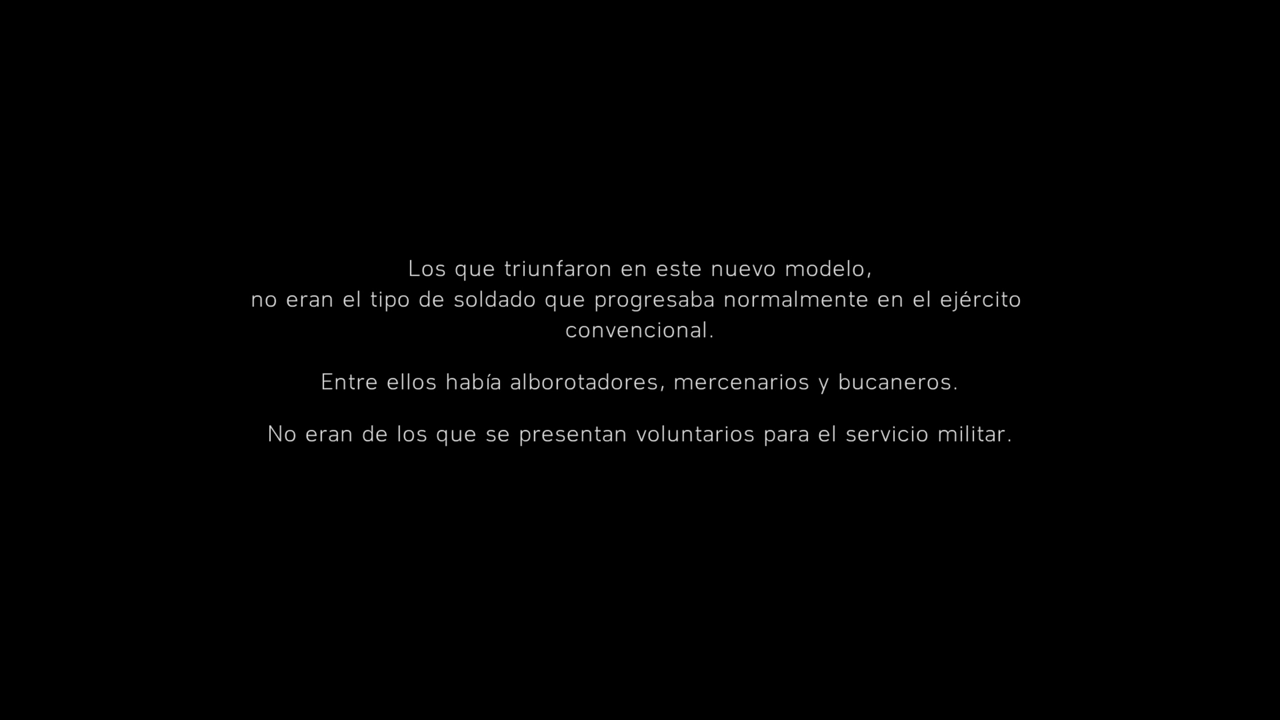 Los que triunfaron en este nuevo modelo,
no eran el tipo de soldado que progresaba normalmente en el ejército
convencional.
Entre ellos había alborotadores, mercenarios y bucaneros.
No eran de los que se presentan voluntarios para el servicio militar.